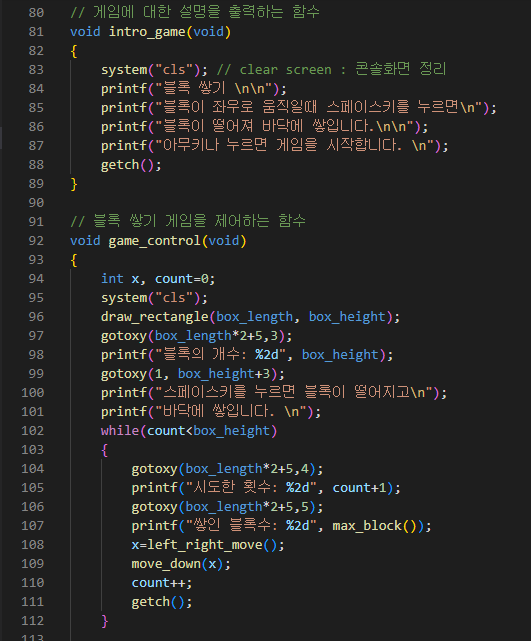 80 // 게임에 대한 설명을 출력하는 함수
81 void intro_game(void)
82 {
83     system("cls"); // clear screen : 콘솔화면 정리
84     printf("블록 쌓기 \n\n");
85     printf("블록이 좌우로 움직일때 스페이스키를 누르면\n");
86     printf("블록이 떨어져 바닥에 쌓입니다.\n\n");
87     printf("아무키나 누르면 게임을 시작합니다. \n");
88     getch();
89 }
90
91 // 블록 쌓기 게임을 제어하는 함수
92 void game_control(void)
93 {
94     int x, count=0;
95     system("cls");
96     draw_rectangle(box_length, box_height);
97     gotoxy(box_length*2+5,3);
98     printf("블록의 개수: %2d", box_height);
99     gotoxy(1, box_height+3);
100     printf("스페이스키를 누르면 블록이 떨어지고\n");
101     printf("바닥에 쌓입니다. \n");
102     while(count<box_height)
103     {
104         gotoxy(box_length*2+5,4);
105         printf("시도한 횟수: %2d", count+1);
106         gotoxy(box_length*2+5,5);
107         printf("쌓인 블록수: %2d", max_block());
108         x=left_right_move();
109         move_down(x);
110         count++;
111         getch();
112     }
113